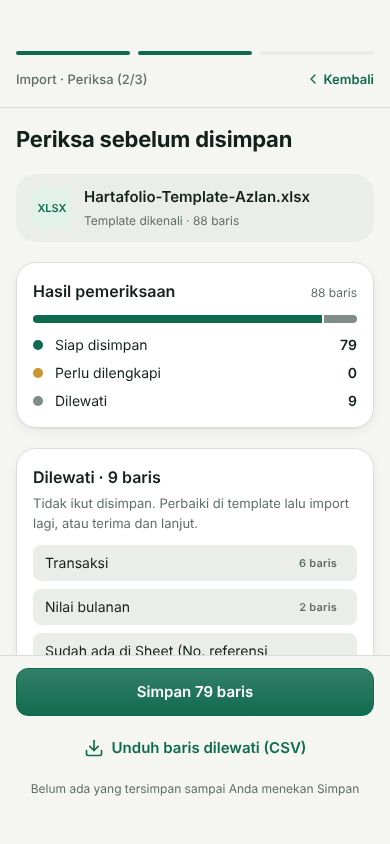 Import · Periksa (2/3)
Kembali
Periksa sebelum disimpan
XLSX
Hartafolio-Template-Azlan.xlsx
Template dikenali · 88 baris
Hasil pemeriksaan
88 baris
Siap disimpan
79
Perlu dilengkapi
0
Dilewati
9
Dilewati · 9 baris
Tidak ikut disimpan. Perbaiki di template lalu import
lagi, atau terima dan lanjut.
Transaksi
6 baris
Nilai bulanan
2 baris
Sudah ada di Sheet (No. referensi
Simpan 79 baris
Unduh baris dilewati (CSV)
Belum ada yang tersimpan sampai Anda menekan Simpan